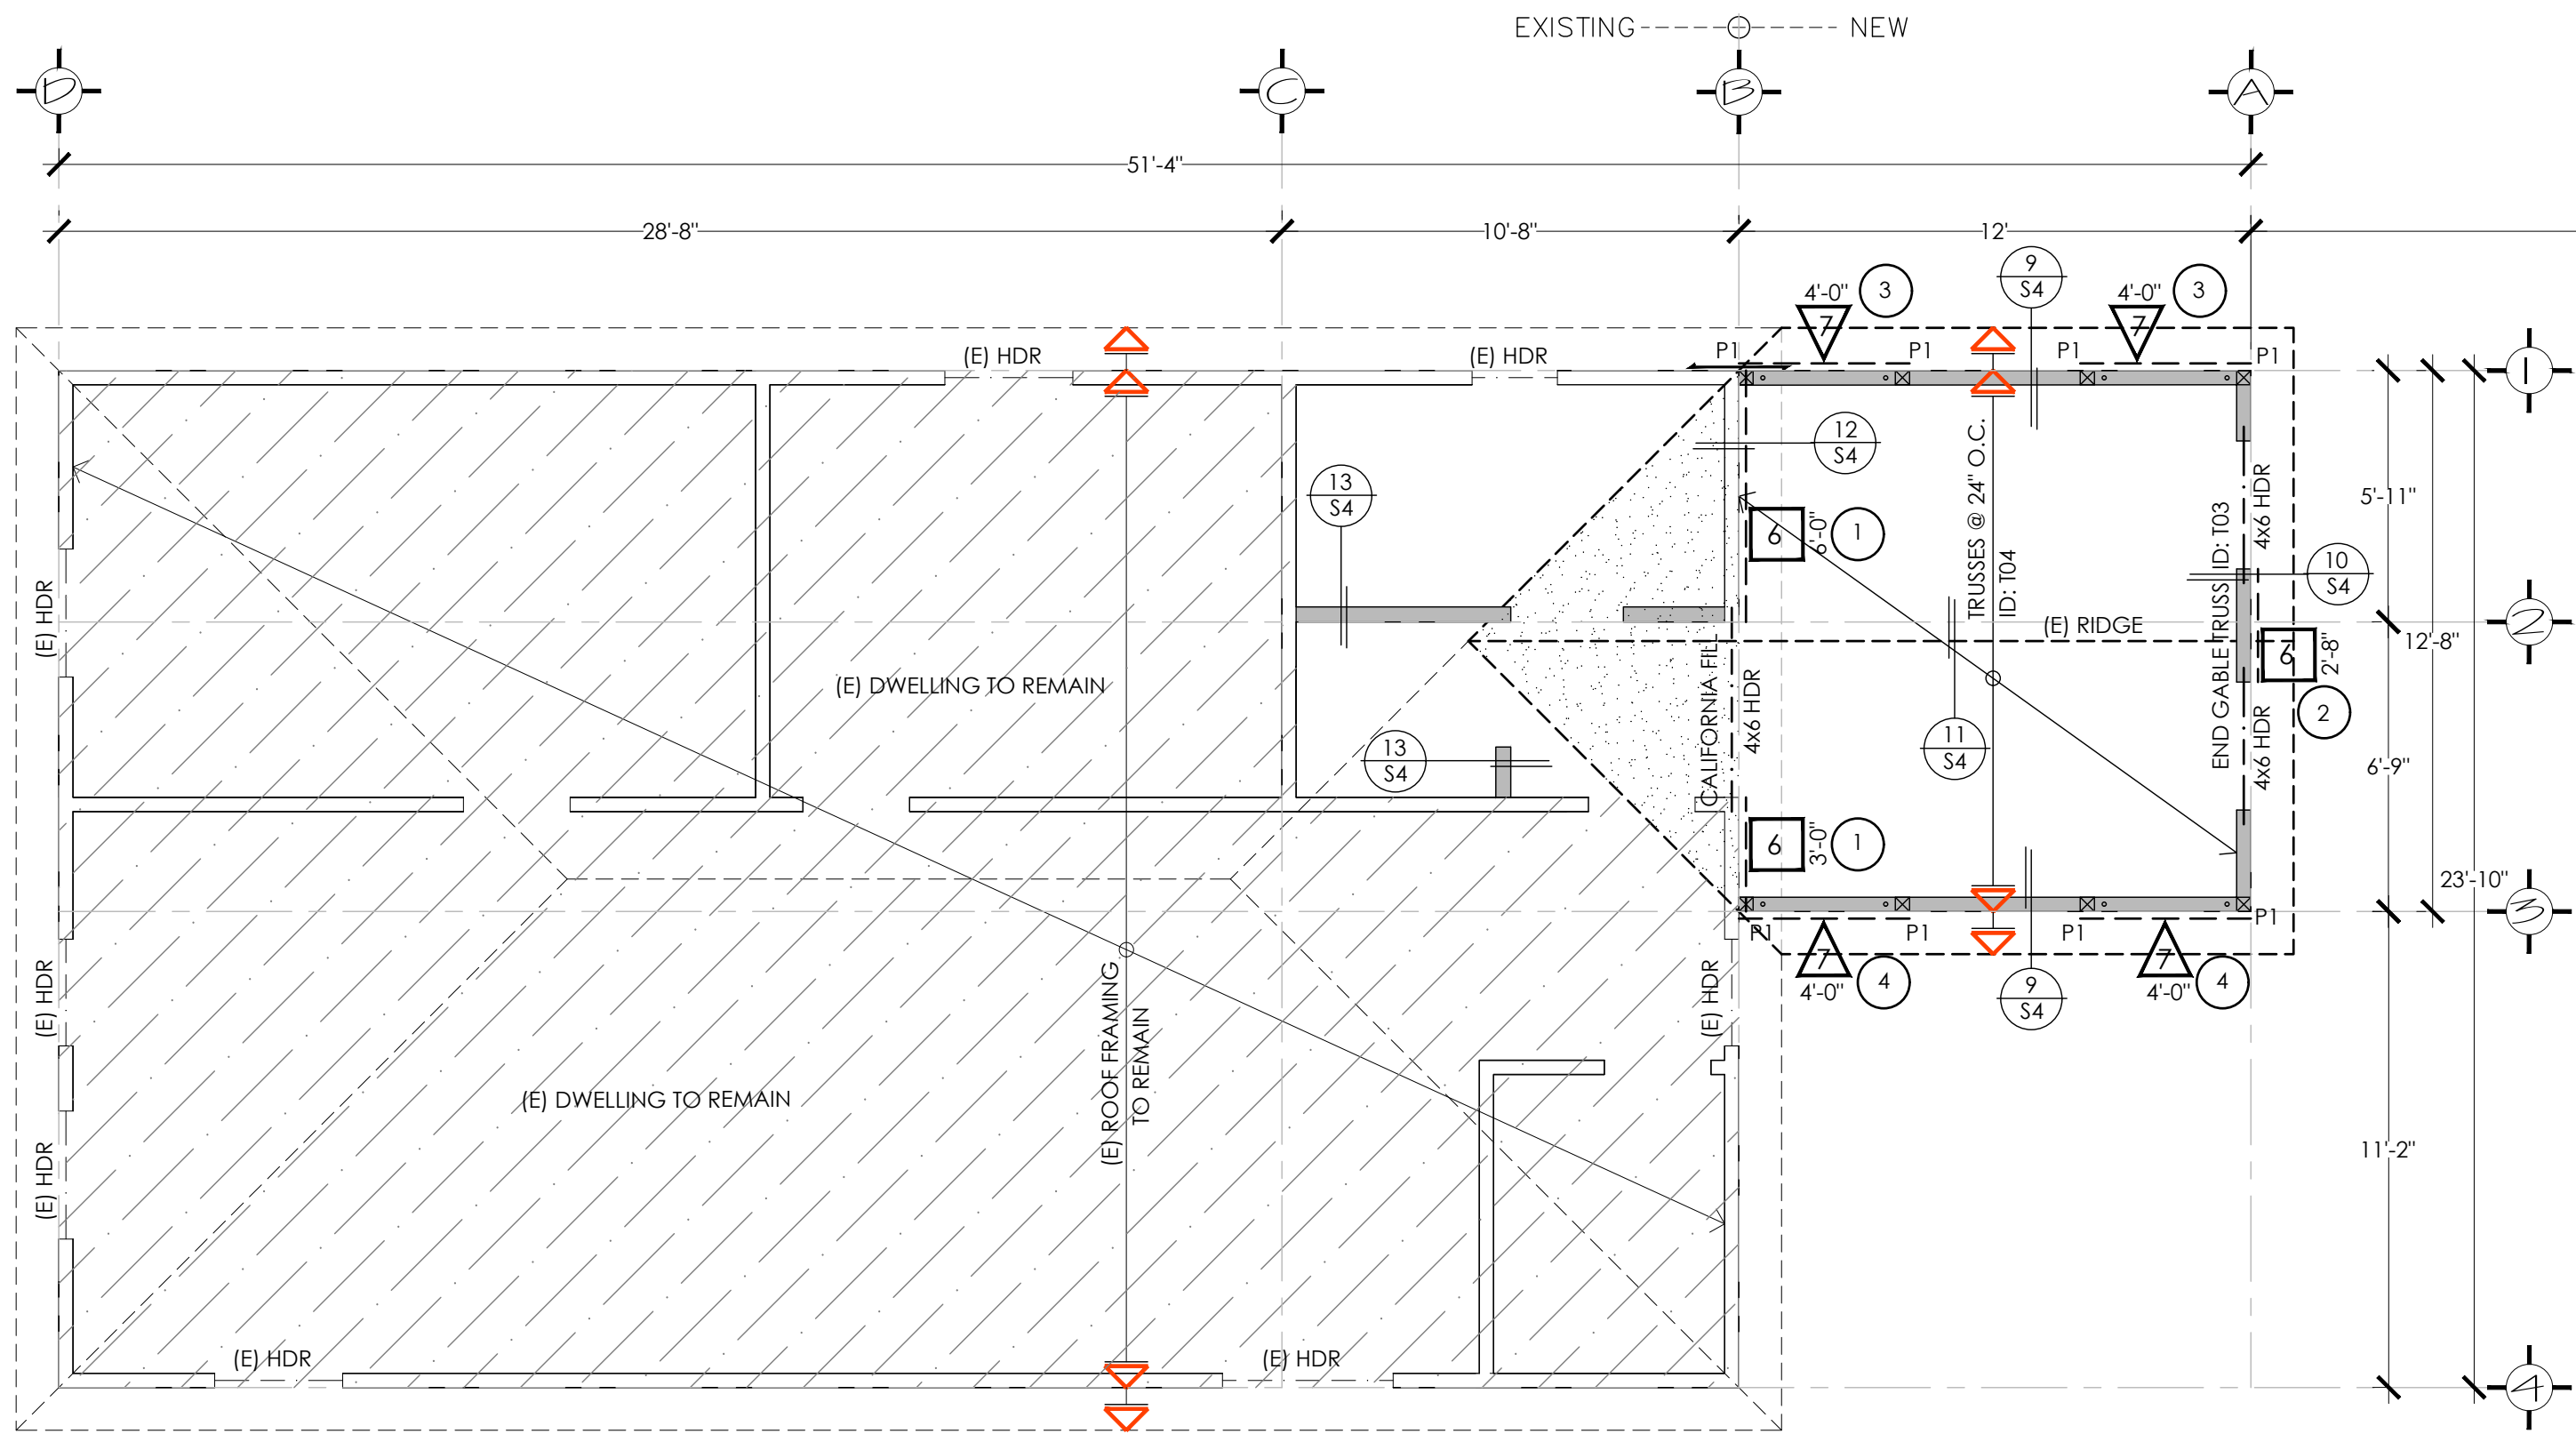 EXISTING NEW
D C B A
51'-4"
28'-8" 10'-8" 12'
9
S4
4'-0" 3 4'-0" 3
7 7
(E) HDR (E) HDR P1 P1 P1 P1
1
12
S4
13
S4
5'-11"
6 6'-0" 1
TRUSSES @ 24" O.C.
ID: T04
4x6 HDR
END GABLE TRUSS ID: T03
10
S4
(E) HDR
(E) RIDGE
2
12'-8"
6 2'-8"
2
(E) DWELLING TO REMAIN
CALIFORNIA FILL
4x6 HDR
11
S4
4x6 HDR
13
S4
6'-9"
6 3'-0" 1
23'-10"
3
P1 P1 P1 P1
7 7
4'-0" 4 4'-0" 4
9
S4
(E) HDR
(E) HDR
(E) ROOF FRAMING
TO REMAIN
(E) DWELLING TO REMAIN
11'-2"
(E) HDR
(E) HDR (E) HDR
4